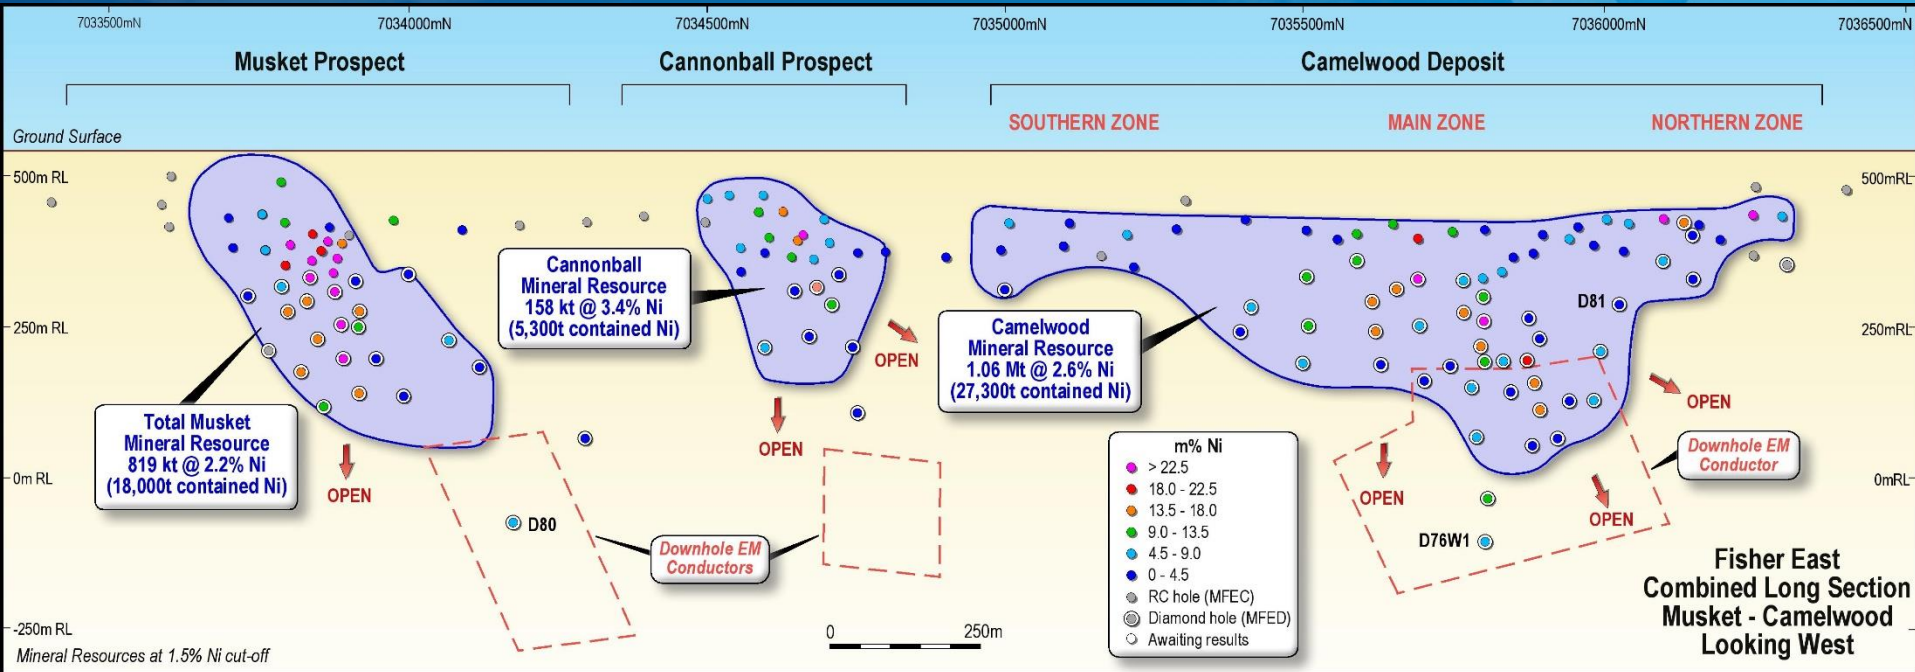 7033500mN
7034000mN
7034500mN
7035000mN
7035500mN
7036000mN
7036500mN
Musket Prospect
Cannonball Prospect
Camelwood Deposit
SOUTHERN ZONE
MAIN ZONE
NORTHERN ZONE
Ground Surface
500m RL
500mRL
250m RL
250mRL
0m RL
0mRL
-250m RL
Total Musket
Mineral Resource
819 kt @ 2.2% Ni
(18,000t contained Ni)
OPEN
D80
Cannonball
Mineral Resource
158 kt @ 3.4% Ni
(5,300t contained Ni)
OPEN
OPEN
Downhole EM
Conductors
Camelwood
Mineral Resource
1.06 Mt @ 2.6% Ni
(27,300t contained Ni)
D81
OPEN
OPEN
OPEN
D76W1
Downhole EM
Conductor
m% Ni
> 22.5
18.0 - 22.5
13.5 - 18.0
9.0 - 13.5
4.5 - 9.0
0 - 4.5
RC hole (MFEC)
Diamond hole (MFED)
Awaiting results
0
250m
Mineral Resources at 1.5% Ni cut-off
Fisher East
Combined Long Section
Musket - Camelwood
Looking West